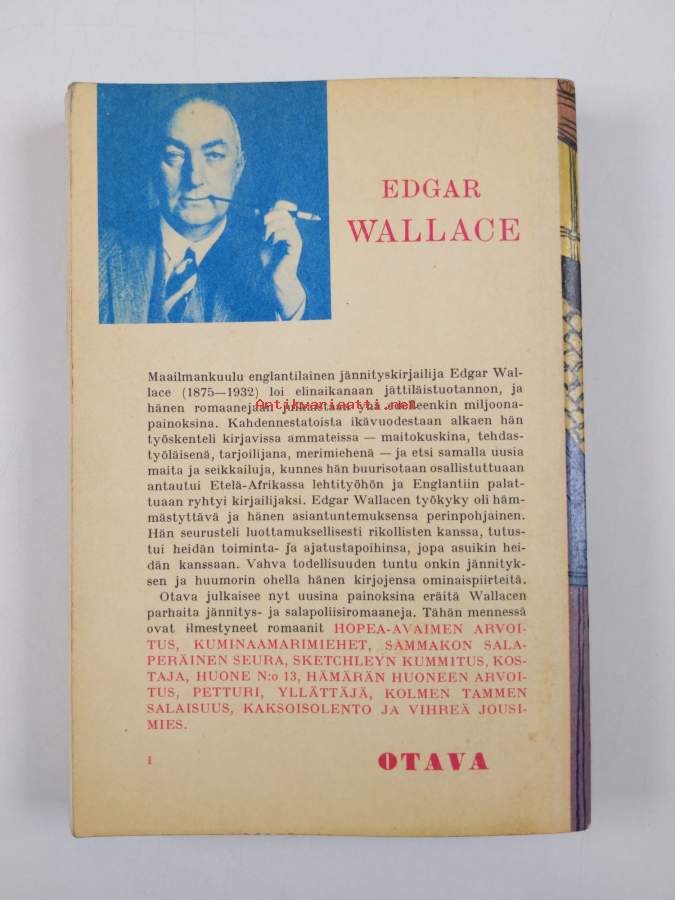 EDGAR
WALLACE
Maailmankuulu englantilainen jännityskirjailija Edgar Wal-
lace (1875—1932) loi elinaikanaan jättiläistuotannon, ja
hänen romaanejaan julkaistaan yhä edelleenkin miljoona-
Antikvariaatti.net
painoksina. Kahdennestatoista ikävuodestaan alkaen hän
työskenteli kirjavissa ammateissa — maitokuskina, tehdas-
työläisenä, tarjoilijana, merimiehenä — ja etsi samalla uusia
maita ja seikkailuja, kunnes hän buurisotaan osallistuttuaan
antautui Etelä-Afrikassa lehtityöhön ja Englantiin palat-
tuaan ryhtyi kirjailijaksi. Edgar Wallacen työkyky oli häm-
mästyttävä ja hänen asiantuntemuksensa perinpohjainen.
Hän seurusteli luottamuksellisesti rikollisten kanssa, tutus-
tui heidän toiminta- ja ajatustapoihinsa, jopa asuikin hei-
dän kanssaan. Vahva todellisuuden tuntu onkin jännityk-
sen ja huumorin ohella hänen kirjojensa ominaispiirteitä.
Otava julkaisee nyt uusina painoksina eräitä Wallacen
parhaita jännitys- ja salapoliisiromaaneja. Tähän mennessä
ovat ilmestyneet romaanit HOPEA-AVAIMEN ARVOI-
TUS, KUMINAAMARIMIEHET, SAMMAKON SALA-
PERÄINEN SEURA, SKETCHLEYN KUMMITUS, KOS-
TAJA, HUONE N:o 13, HÄMÄRÄN HUONEEN ARVOI-
TUS, PETTURI, YLLÄTTÄJÄ, KOLMEN TAMMEN
SALAISUUS, KAKSOISOLENTO JA VIHREÄ JOUSI-
MIES.
1
OTAVA